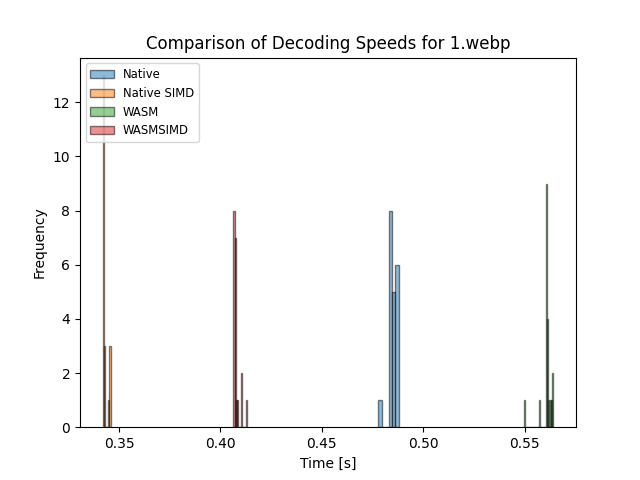 Comparison of Decoding Speeds for 1.webp
Native
Native SIMD
WASM
WASMSIMD
12
10
8
6
4
2
0
Frequency
0.35 0.40 0.45 0.50 0.55
Time [s]